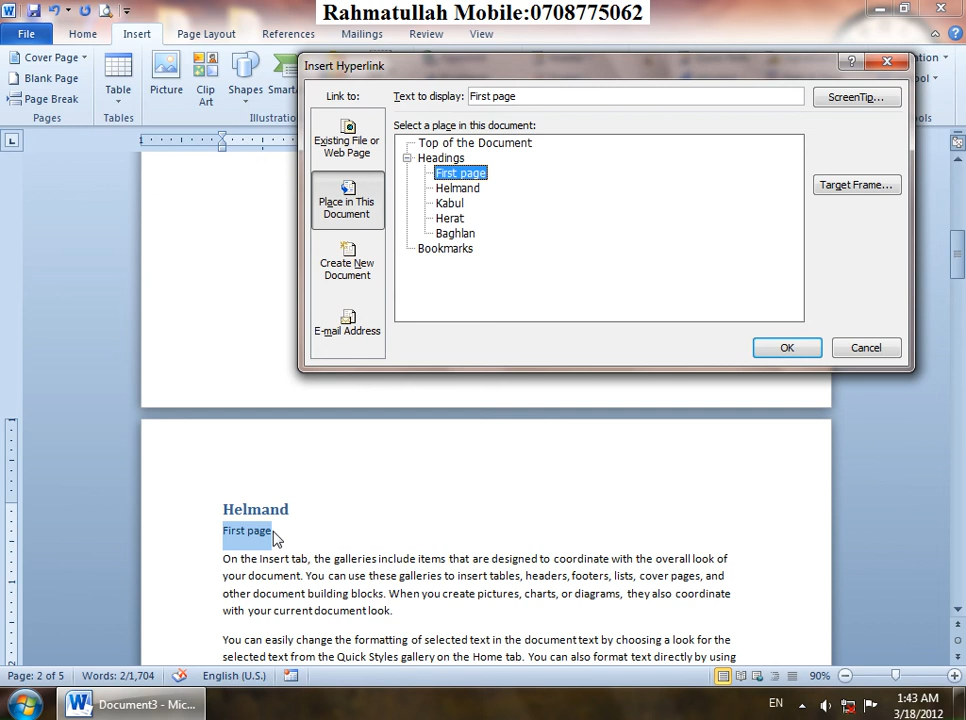 Rahmatullah Mobile:0708775062
File Home Insert Page Layout References Mailings Review View
Cover Page
Blank Page
Page Break
Pages
Table
Tables
Picture
Clip Art
Shapes
Smart
Illustratio
Insert Hyperlink
Link to:
Text to display: First page
ScreenTip...
Select a place in this document:
Existing File or
Web Page
Place in This
Document
Create New
Document
E-mail Address
Top of the Document
Headings
First page
Helmand
Kabul
Herat
Baghlan
Bookmarks
Target Frame...
OK Cancel
Helmand
First page
On the Insert tab, the galleries include items that are designed to coordinate with the overall look of
your document. You can use these galleries to insert tables, headers, footers, lists, cover pages, and
other document building blocks. When you create pictures, charts, or diagrams, they also coordinate
with your current document look.
You can easily change the formatting of selected text in the document text by choosing a look for the
selected text from the Quick Styles gallery on the Home tab. You can also format text directly by using
Page: 2 of 5 Words: 2/1,704 English (U.S.) 90%
Document3 - Mic...
EN
1:43 AM
3/18/2012